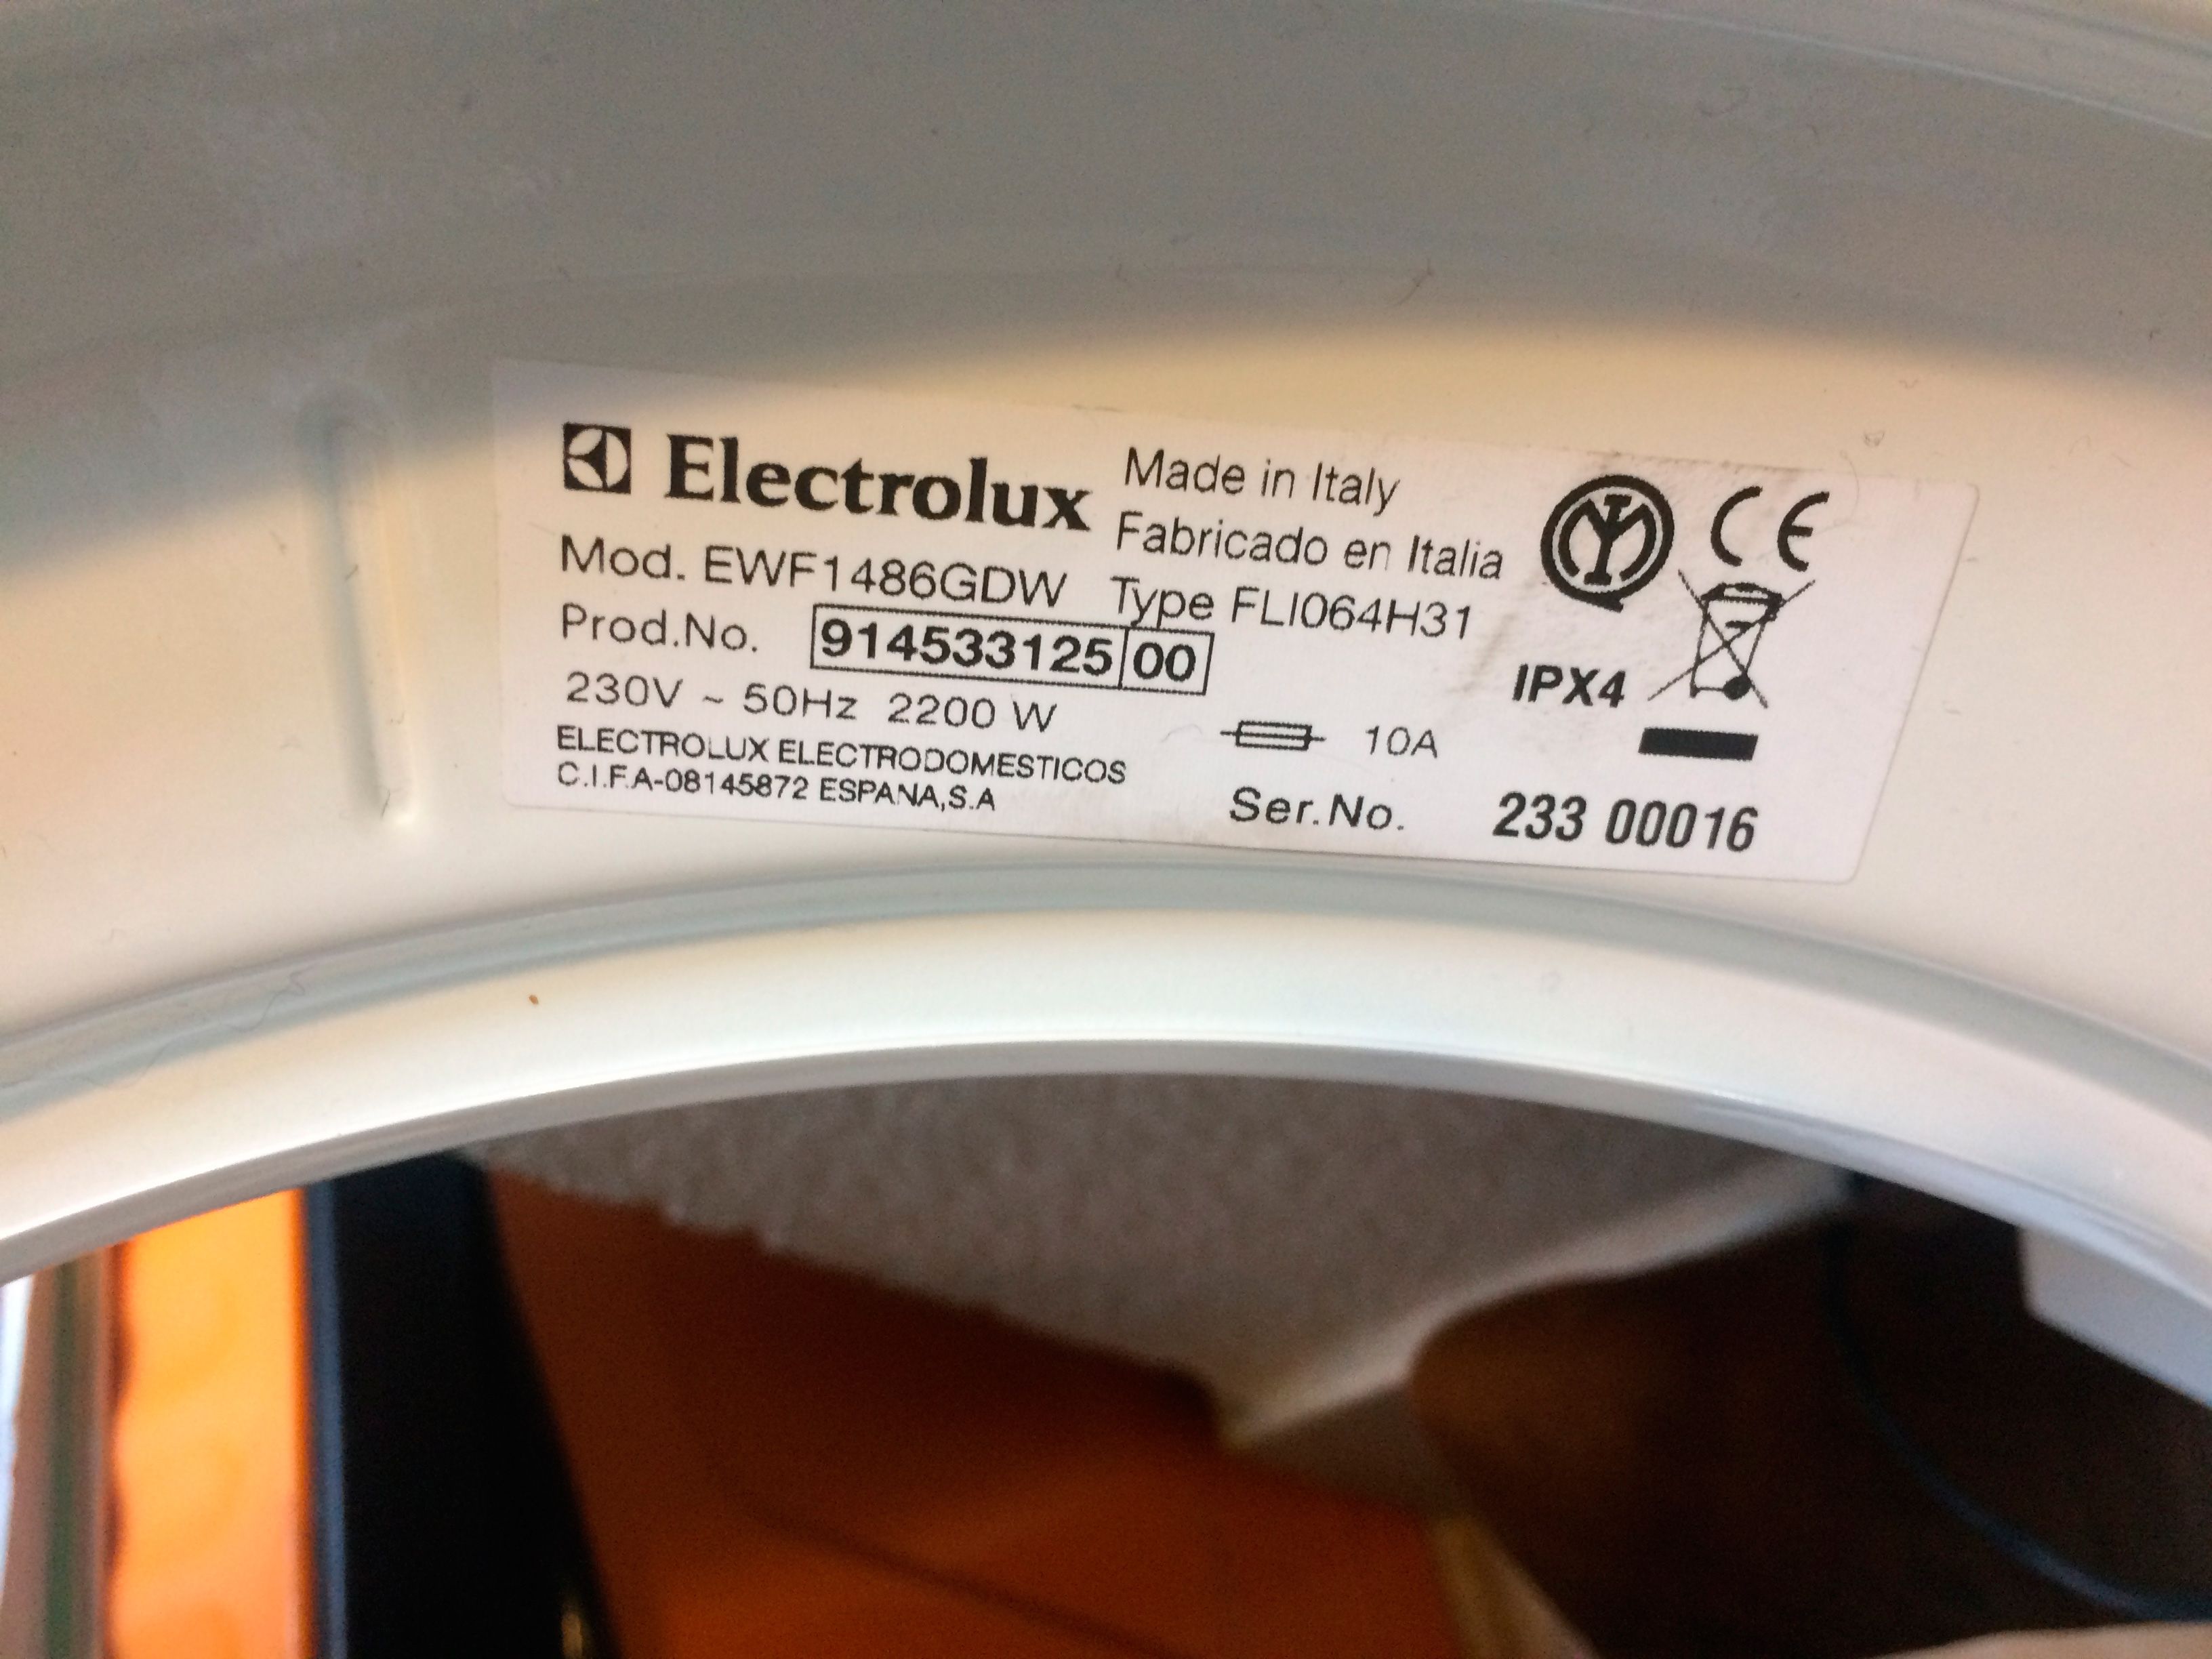 Electrolux
Made in Italy
Fabricado en Italia
Mod. EWF1486GDW Type FLI064H31
Prod.No. 914533125 00
230V ~ 50Hz 2200 W
10A
IPX4
CE
ELECTROLUX ELECTRODOMESTICOS
C.I.F.A-08145872 ESPANA,S.A
Ser.No. 233 00016